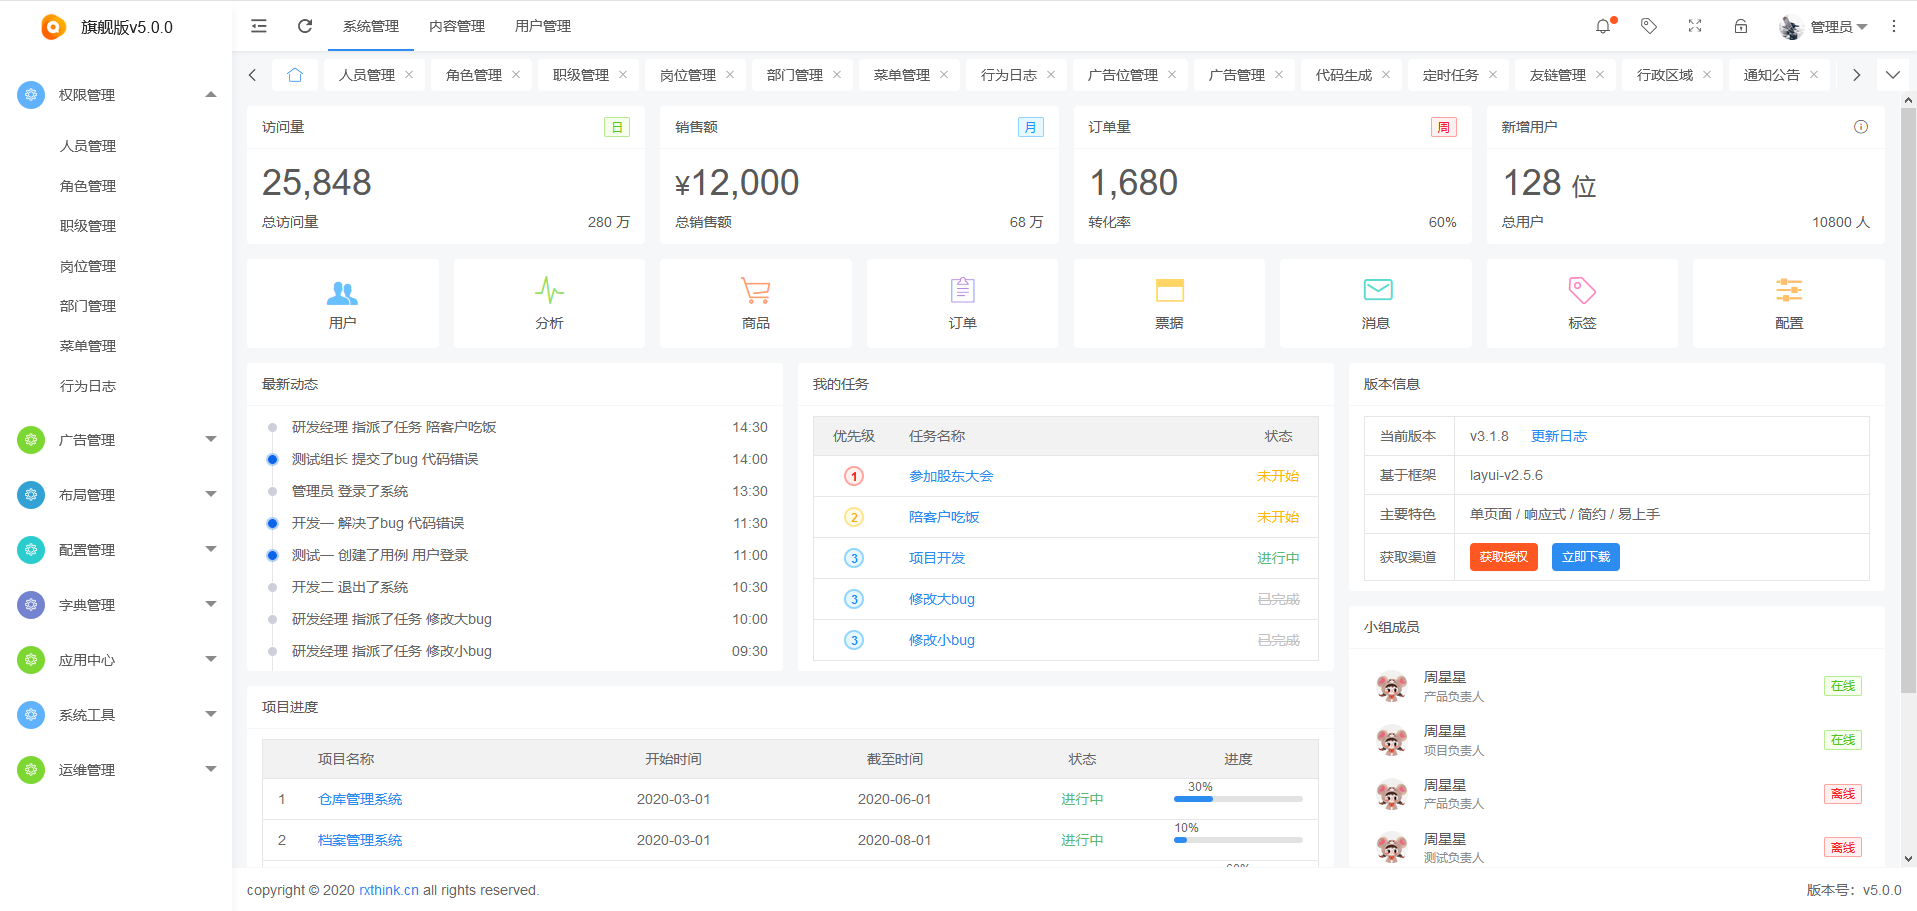 旗舰版v5.0.0
系统管理 内容管理 用户管理
管理员
人员管理 角色管理 职级管理 岗位管理 部门管理 菜单管理 行为日志 广告位管理 广告管理 代码生成 定时任务 友链管理 行政区域 通知公告
权限管理
人员管理
角色管理
职级管理
岗位管理
部门管理
菜单管理
行为日志
广告管理
布局管理
配置管理
字典管理
应用中心
系统工具
运维管理
访问量 日
25,848
总访问量 280 万
销售额 月
¥12,000
总销售额 68 万
订单量 周
1,680
转化率 60%
新增用户
128 位
总用户 10800 人
用户 分析 商品 订单 票据 消息 标签 配置
最新动态
研发经理 指派了任务 陪客户吃饭 14:30
测试组长 提交了bug 代码错误 14:00
管理员 登录了系统 13:30
开发一 解决了bug 代码错误 11:30
测试一 创建了用例 用户登录 11:00
开发二 退出了系统 10:30
研发经理 指派了任务 修改大bug 10:00
研发经理 指派了任务 修改小bug 09:30
我的任务
优先级 任务名称 状态
1 参加股东大会 未开始
2 陪客户吃饭 未开始
3 项目开发 进行中
3 修改大bug 已完成
3 修改小bug 已完成
版本信息
当前版本 v3.1.8 更新日志
基于框架 layui-v2.5.6
主要特色 单页面 / 响应式 / 简约 / 易上手
获取渠道 获取授权 立即下载
小组成员
周星星 在线
产品负责人
周星星 在线
项目负责人
周星星 离线
产品负责人
周星星 离线
测试负责人
项目进度
项目名称 开始时间 截至时间 状态 进度
1 仓库管理系统 2020-03-01 2020-06-01 进行中 30%
2 档案管理系统 2020-03-01 2020-08-01 进行中 10%
copyright © 2020 rxthink.cn all rights reserved.
版本号：v5.0.0